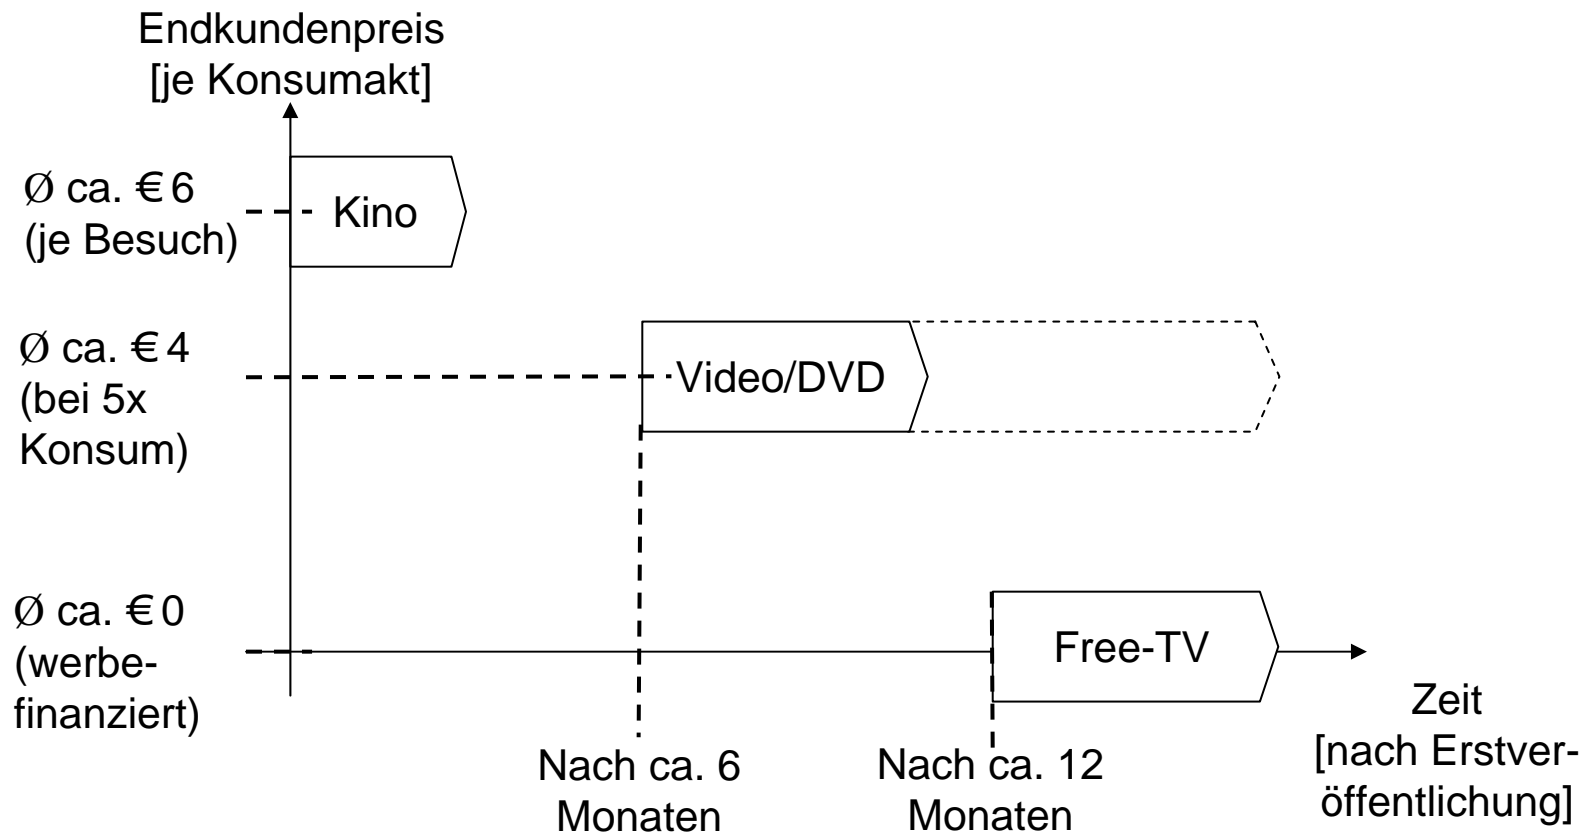 Endkundenpreis
[je Konsumakt]
Ø ca. € 6
(je Besuch)
Kino
Ø ca. € 4
(bei 5x
Konsum)
Video/DVD
Ø ca. € 0
(werbe-
finanziert)
Free-TV
Nach ca. 6
Monaten
Nach ca. 12
Monaten
Zeit
[nach Erstver-
öffentlichung]